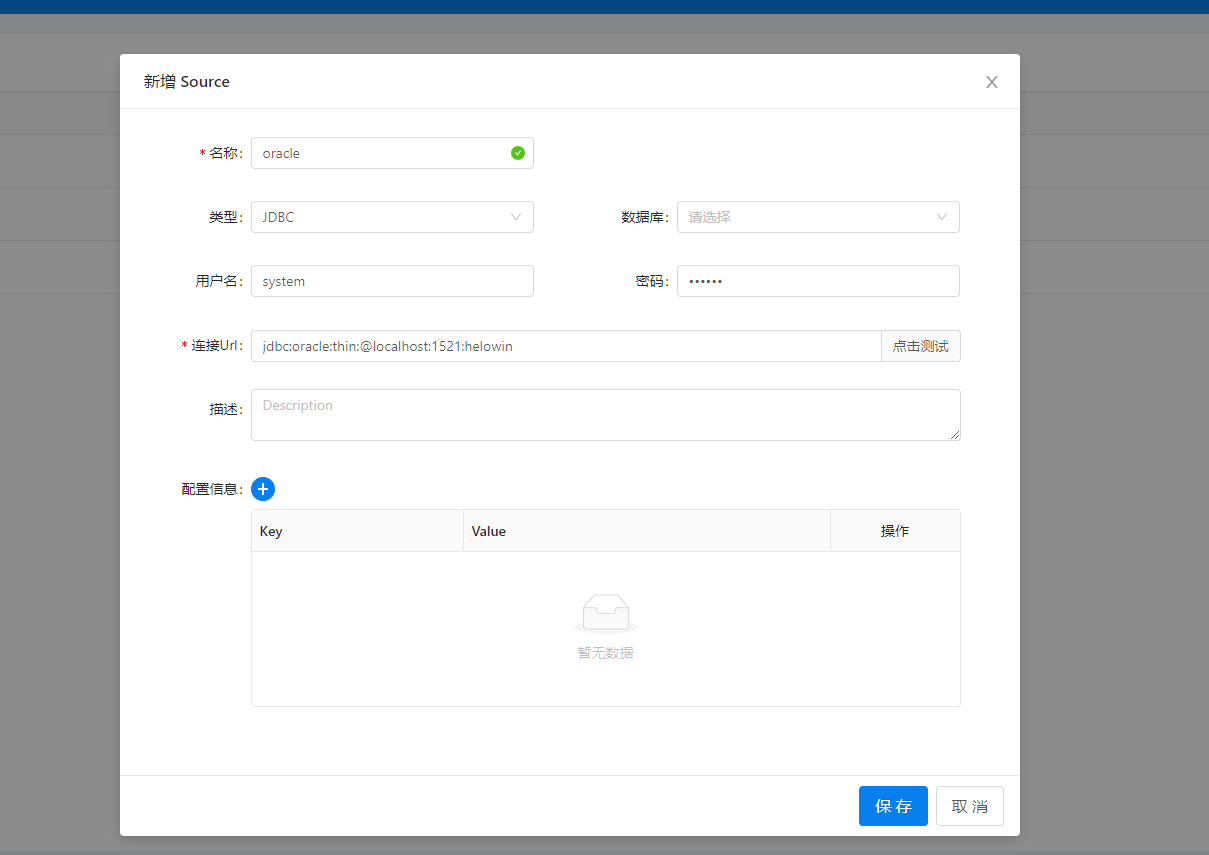 新增 Source
* 名称: oracle
类型: JDBC 数据库: 请选择
用户名: system 密码: ••••••
* 连接Url: jdbc:oracle:thin:@localhost:1521:helowin 点击测试
描述: Description
配置信息:
Key Value 操作
暂无数据
保 存 取 消